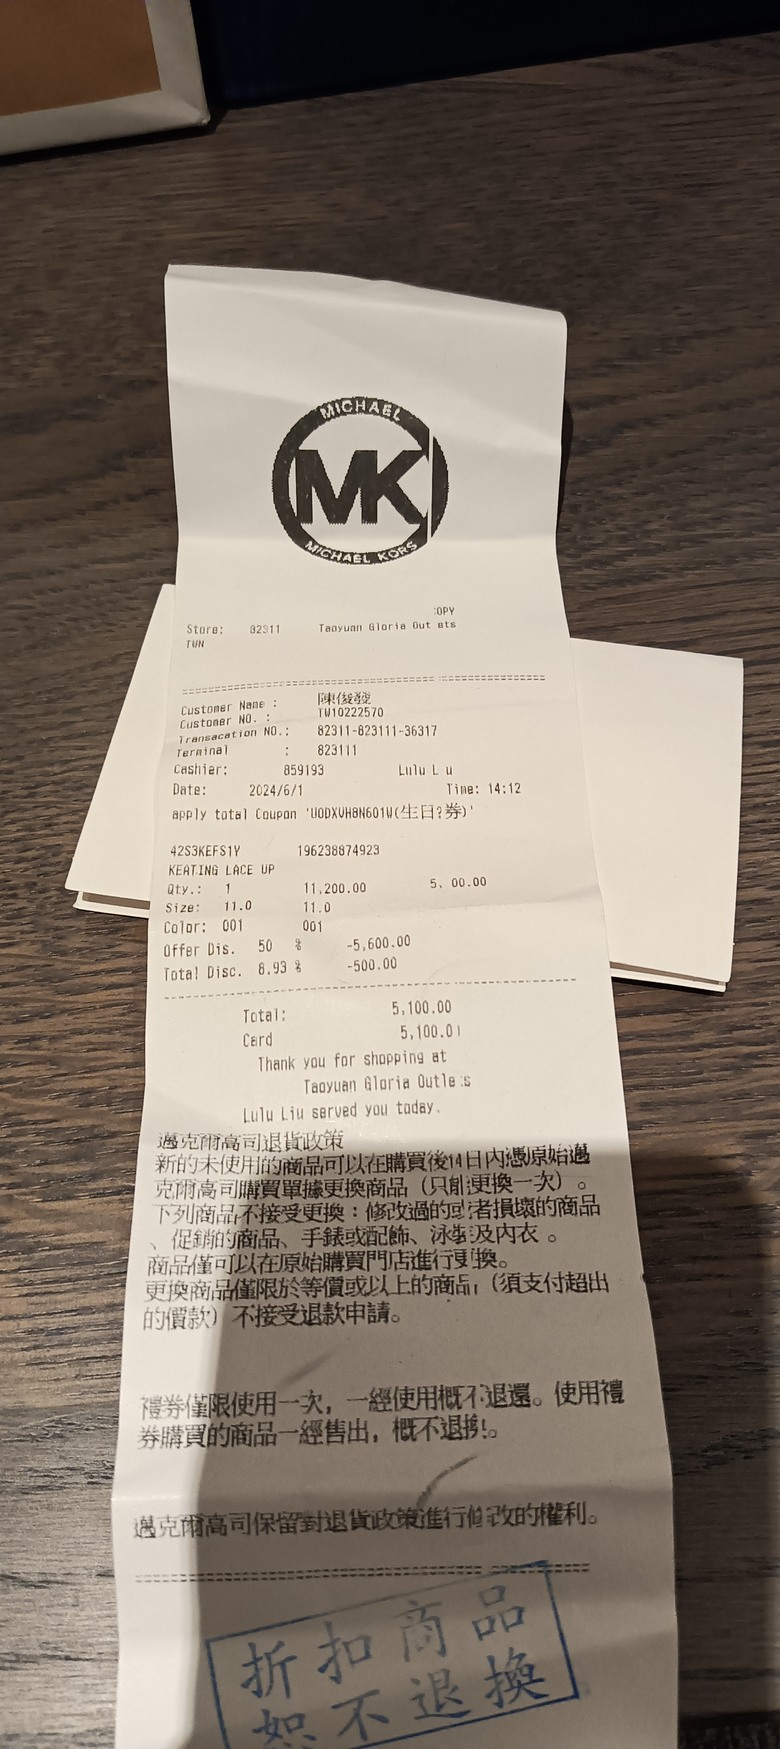 MICHAEL
MK
MICHAEL KORS
:OPY
Store: 82311 Taoyuan Gloria Out ets
TWN
Customer Name : 陳俊發
Customer NO. : TW10222570
Transacation NO.: 82311-823111-36317
Terminal : 823111
Cashier: 859193 Lulu L u
Date: 2024/6/1 Time: 14:12
apply total Coupon 'UODXVH8N601W(生日?券)'
42S3KEFS1Y 196238874923
KEATING LACE UP
Qty.: 1 11,200.00 5, 00.00
Size: 11.0 11.0
Color: 001 001
Offer Dis. 50 % -5,600.00
Total Disc. 8.93 % -500.00
Total: 5,100.00
Card 5,100.0
Thank you for shopping at
Taoyuan Gloria Outle s
Lulu Liu served you today.
邁克爾高司退貨政策
新的未使用的商品可以在購買後14日內憑原始邁
克爾高司購買單據更換商品（只能更換一次）。
下列商品不接受更換：修改過的或者損壞的商品
、促銷的商品、手錶或配飾、泳裝及內衣 。
商品僅可以在原始購買門店進行更換。
更換商品僅限於等價或以上的商品，（須支付超出
的價款）不接受退款申請。
禮券僅限使用一次，一經使用概不退還。使用禮
券購買的商品一經售出，概不退換。
邁克爾高司保留對退貨政策進行修改的權利。
折扣商品
恕不退換